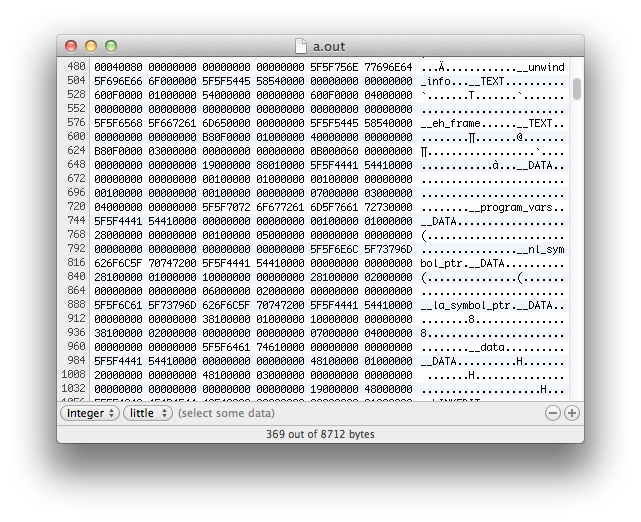 a.out
480 00040080 00000000 00000000 00000000 5F5F756E 77696E64 ...Ä............__unwind
504 5F696E66 6F000000 5F5F5445 58540000 00000000 00000000 _info...__TEXT..........
528 600F0000 01000000 54000000 00000000 600F0000 04000000 `.......T.......`.......
552 00000000 00000000 00000000 00000000 00000000 00000000 ........................
576 5F5F6568 5F667261 6D650000 00000000 5F5F5445 58540000 __eh_frame......__TEXT..
600 00000000 00000000 B80F0000 01000000 40000000 00000000 ........∏.......@.......
624 B80F0000 03000000 00000000 00000000 0B000060 00000000 ∏..................`....
648 00000000 00000000 19000000 88010000 5F5F4441 54410000 ............à...__DATA..
672 00000000 00000000 00100000 01000000 00100000 00000000 ........................
696 00100000 00000000 00100000 00000000 07000000 03000000 ........................
720 04000000 00000000 5F5F7072 6F677261 6D5F7661 72730000 ........__program_vars..
744 5F5F4441 54410000 00000000 00000000 00100000 01000000 __DATA..................
768 28000000 00000000 00100000 05000000 00000000 00000000 (.......................
792 00000000 00000000 00000000 00000000 5F5F6E6C 5F73796D ................__nl_sym
816 626F6C5F 70747200 5F5F4441 54410000 00000000 00000000 bol_ptr.__DATA..........
840 28100000 01000000 10000000 00000000 28100000 02000000 (...............(.......
864 00000000 00000000 06000000 02000000 00000000 00000000 ........................
888 5F5F6C61 5F73796D 626F6C5F 70747200 5F5F4441 54410000 __la_symbol_ptr.__DATA..
912 00000000 00000000 38100000 01000000 10000000 00000000 ........8...............
936 38100000 02000000 00000000 00000000 07000000 04000000 8.......................
960 00000000 00000000 5F5F6461 74610000 00000000 00000000 ........__data..........
984 5F5F4441 54410000 00000000 00000000 48100000 01000000 __DATA..........H.......
1008 20000000 00000000 48100000 03000000 00000000 00000000  .......H...............
1032 00000000 00000000 00000000 00000000 19000000 48000000 ....................H...
Integer little (select some data)
369 out of 8712 bytes